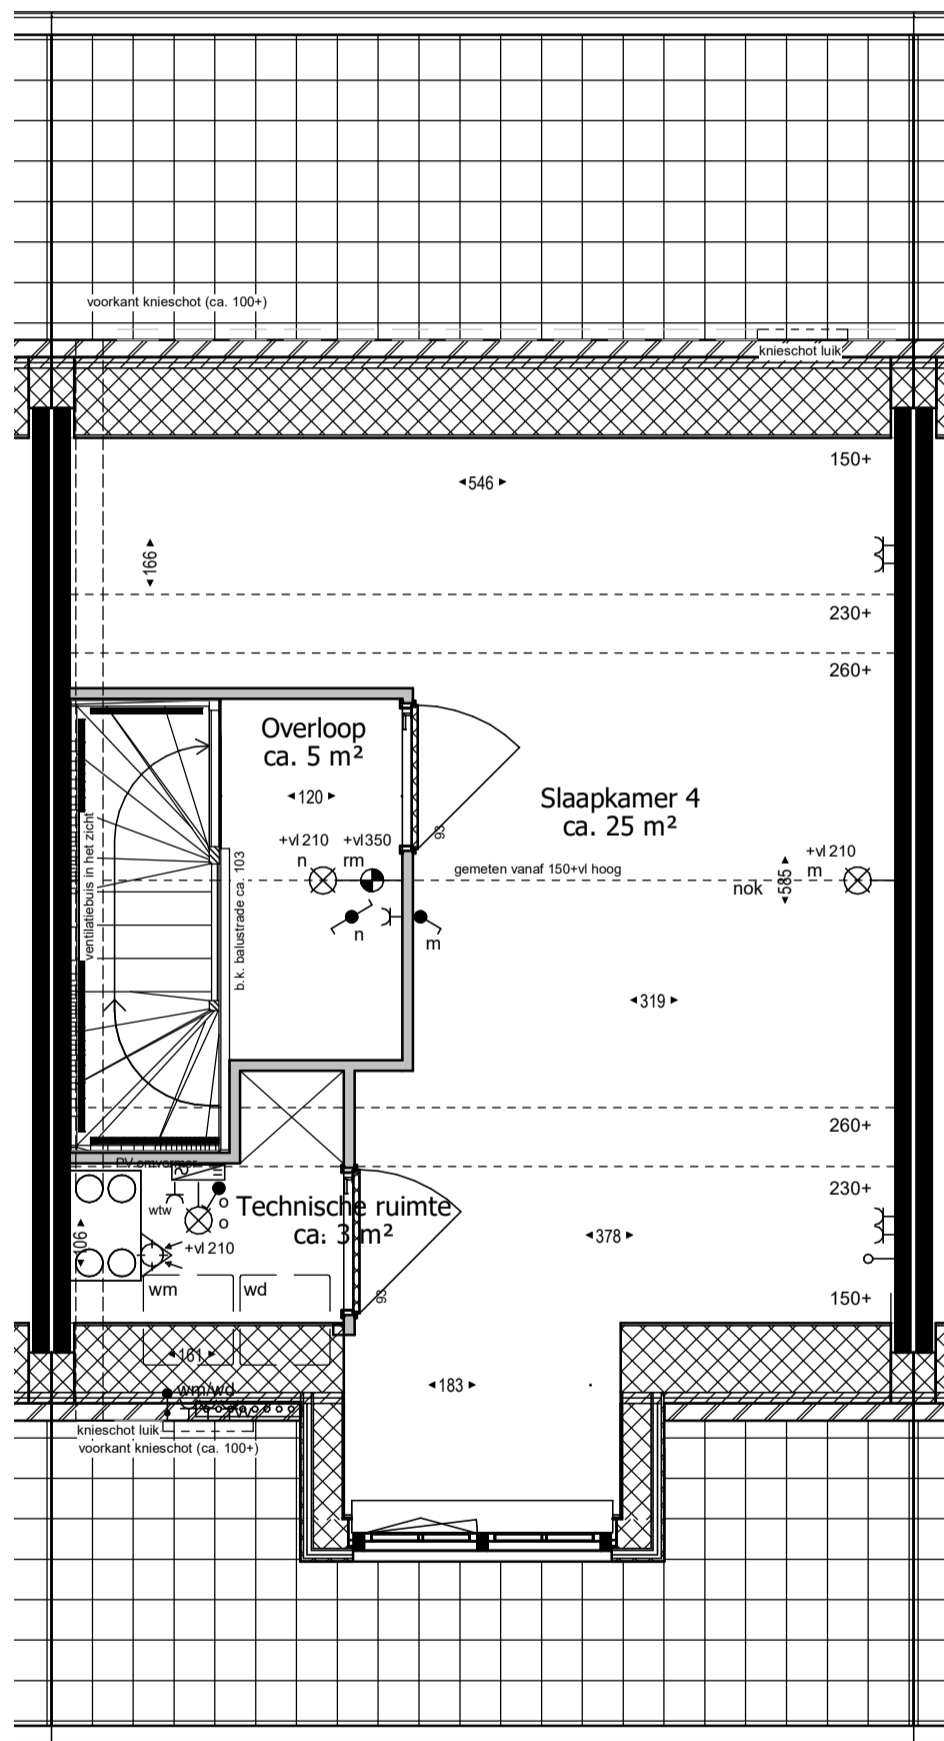 voorkant knieschot (ca. 100+)
knieschot luik
150+
546
166
230+
260+
Overloop
ca. 5 m²
120
+vl 210
n
+vl350
rm
93
Slaapkamer 4
ca. 25 m²
gemeten vanaf 150+vl hoog
nok
585
+vl 210
m
ventilatiebuis in het zicht
b.k. balustrade ca. 103
n
m
319
260+
PV omvormer
230+
wtw
Technische ruimte
ca. 3 m²
106
+vl 210
378
wm
wd
93
150+
161
183
wm/wd
knieschot luik
voorkant knieschot (ca. 100+)